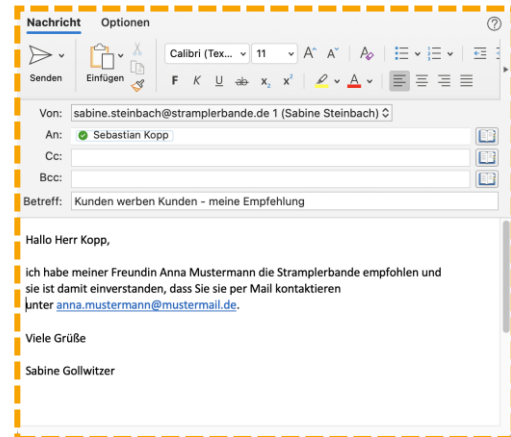 Nachricht Optionen
Senden Einfügen Calibri (Tex... 11 A^ A˅ A
F K U ab x₂ x² A
Von: sabine.steinbach@stramplerbande.de 1 (Sabine Steinbach)
An: Sebastian Kopp
Cc:
Bcc:
Betreff: Kunden werben Kunden – meine Empfehlung
Hallo Herr Kopp,
ich habe meiner Freundin Anna Mustermann die Stramplerbande empfohlen und
sie ist damit einverstanden, dass Sie sie per Mail kontaktieren
unter anna.mustermann@mustermail.de.
Viele Grüße
Sabine Gollwitzer